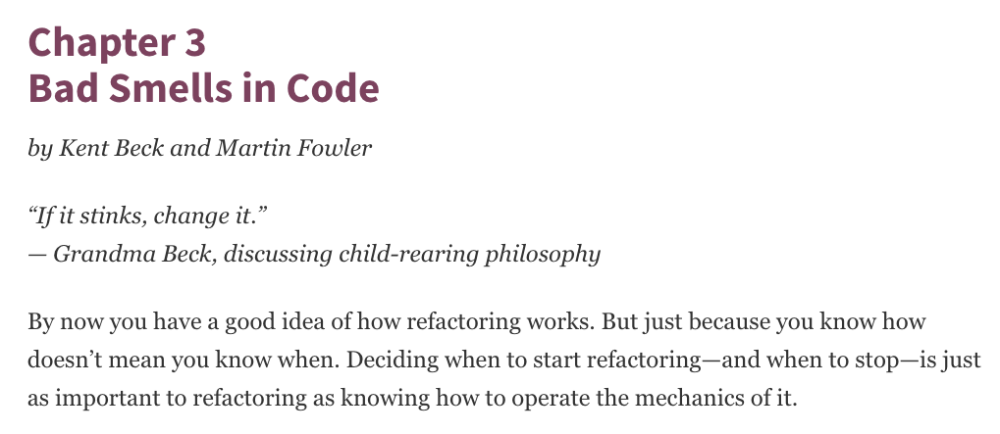 Chapter 3
Bad Smells in Code
by Kent Beck and Martin Fowler
“If it stinks, change it.”
— Grandma Beck, discussing child-rearing philosophy
By now you have a good idea of how refactoring works. But just because you know how
doesn’t mean you know when. Deciding when to start refactoring—and when to stop—is just
as important to refactoring as knowing how to operate the mechanics of it.